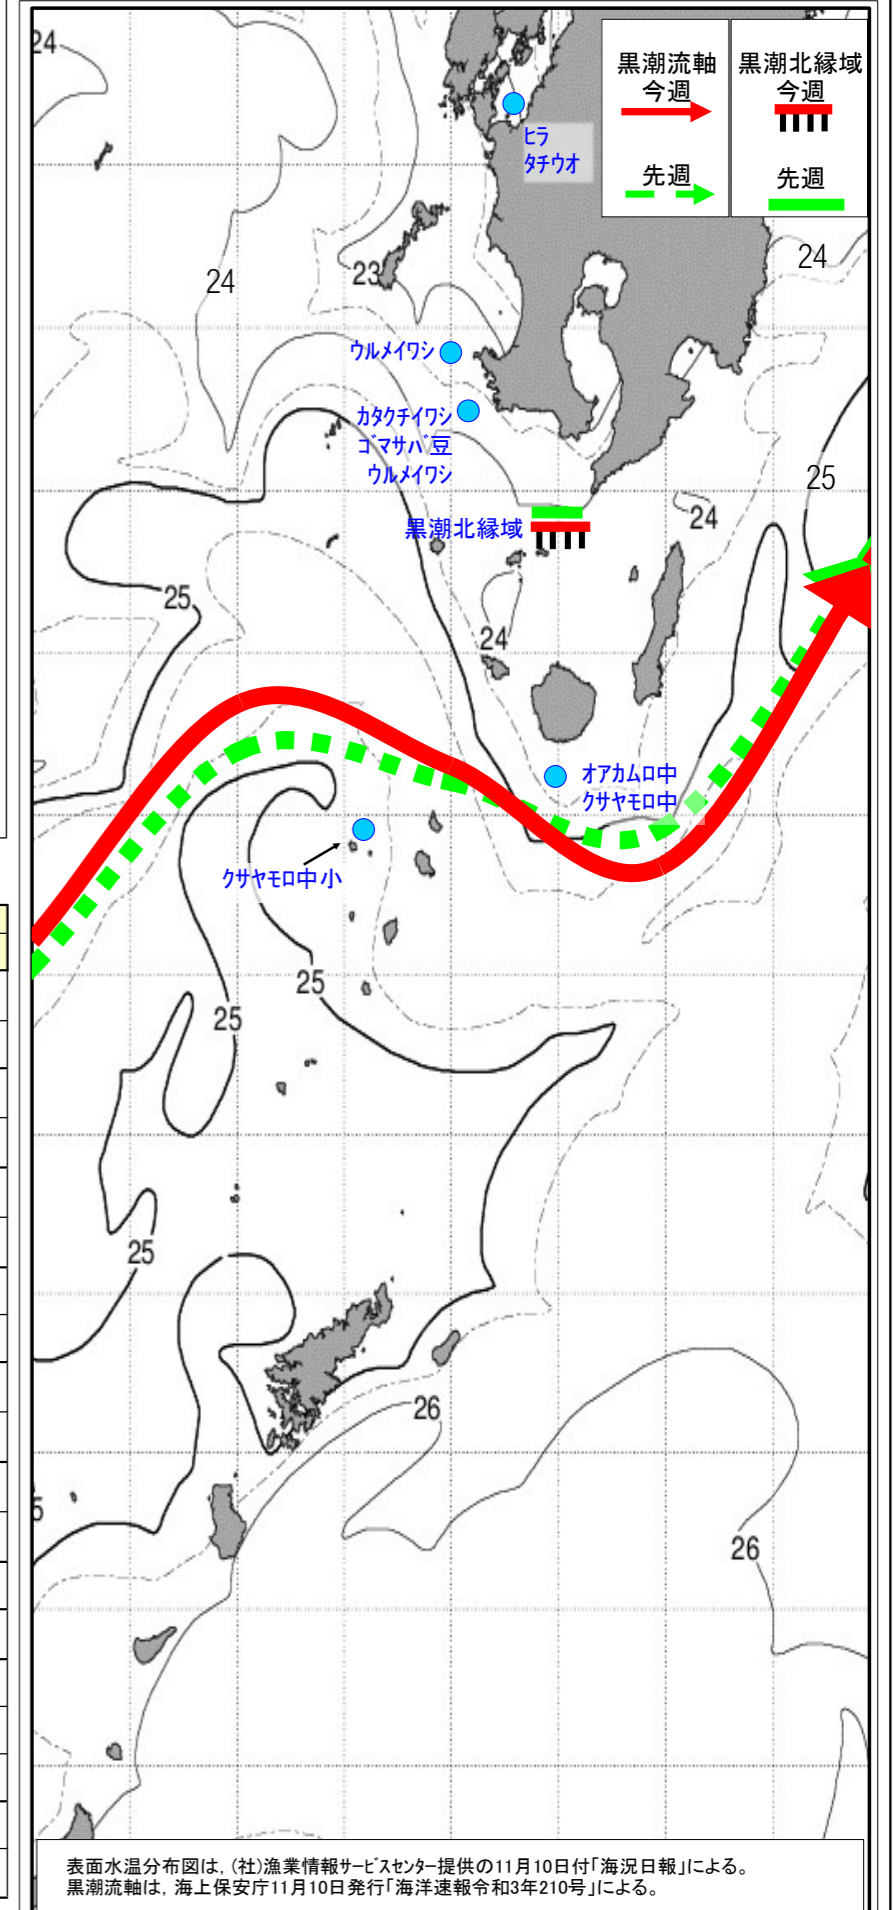 24
黒潮流軸
今週
先週
黒潮北縁域
今週
先週
ヒラ
タチウオ
24
23
24
ウルメイワシ
カタクチイワシ
ゴマサバ豆
ウルメイワシ
25
黒潮北縁域
24
25
24
オアカムロ中
クサヤモロ中
クサヤモロ中小
25
25
25
26
5
26
表面水温分布図は,(社)漁業情報サービスセンター提供の11月10日付「海況日報」による。
黒潮流軸は,海上保安庁11月10日発行「海洋速報令和3年210号」による。